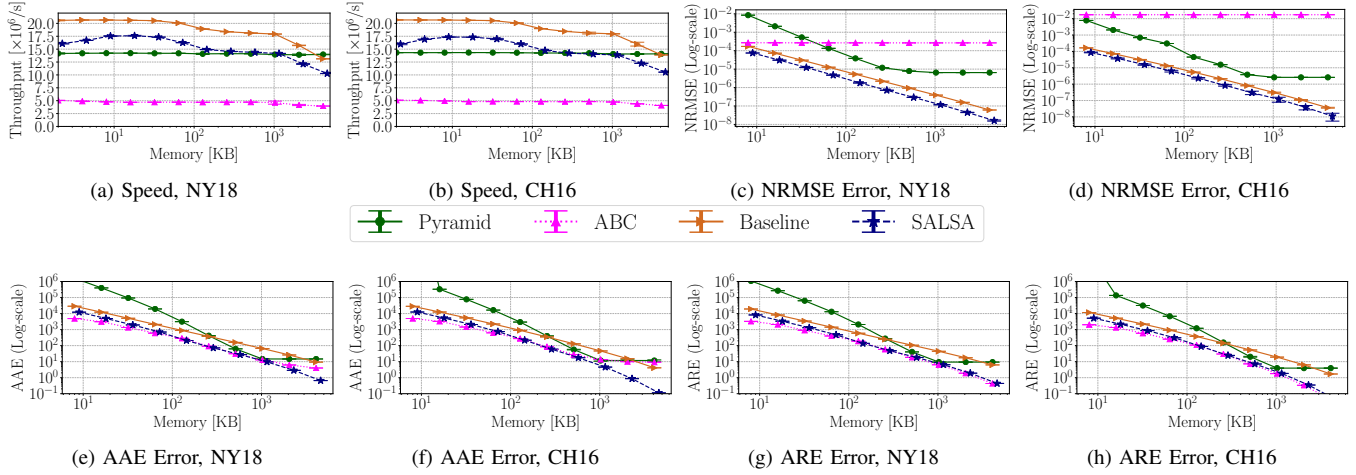 Throughput [×10⁶/s]
20.0
17.5
15.0
12.5
10.0
7.5
5.0
2.5
0.0
10¹ 10² 10³
Memory [KB]
(a) Speed, NY18
Throughput [×10⁶/s]
20.0
17.5
15.0
12.5
10.0
7.5
5.0
2.5
0.0
10¹ 10² 10³
Memory [KB]
(b) Speed, CH16
NRMSE (Log-scale)
10⁻²
10⁻³
10⁻⁴
10⁻⁵
10⁻⁶
10⁻⁷
10⁻⁸
10¹ 10² 10³
Memory [KB]
(c) NRMSE Error, NY18
NRMSE (Log-scale)
10⁻²
10⁻³
10⁻⁴
10⁻⁵
10⁻⁶
10⁻⁷
10⁻⁸
10¹ 10² 10³
Memory [KB]
(d) NRMSE Error, CH16
Pyramid ABC Baseline SALSA
AAE (Log-scale)
10⁶
10⁵
10⁴
10³
10²
10¹
10⁰
10⁻¹
10¹ 10² 10³
Memory [KB]
(e) AAE Error, NY18
AAE (Log-scale)
10⁶
10⁵
10⁴
10³
10²
10¹
10⁰
10⁻¹
10¹ 10² 10³
Memory [KB]
(f) AAE Error, CH16
ARE (Log-scale)
10⁶
10⁵
10⁴
10³
10²
10¹
10⁰
10⁻¹
10¹ 10² 10³
Memory [KB]
(g) ARE Error, NY18
ARE (Log-scale)
10⁶
10⁵
10⁴
10³
10²
10¹
10⁰
10⁻¹
10¹ 10² 10³
Memory [KB]
(h) ARE Error, CH16